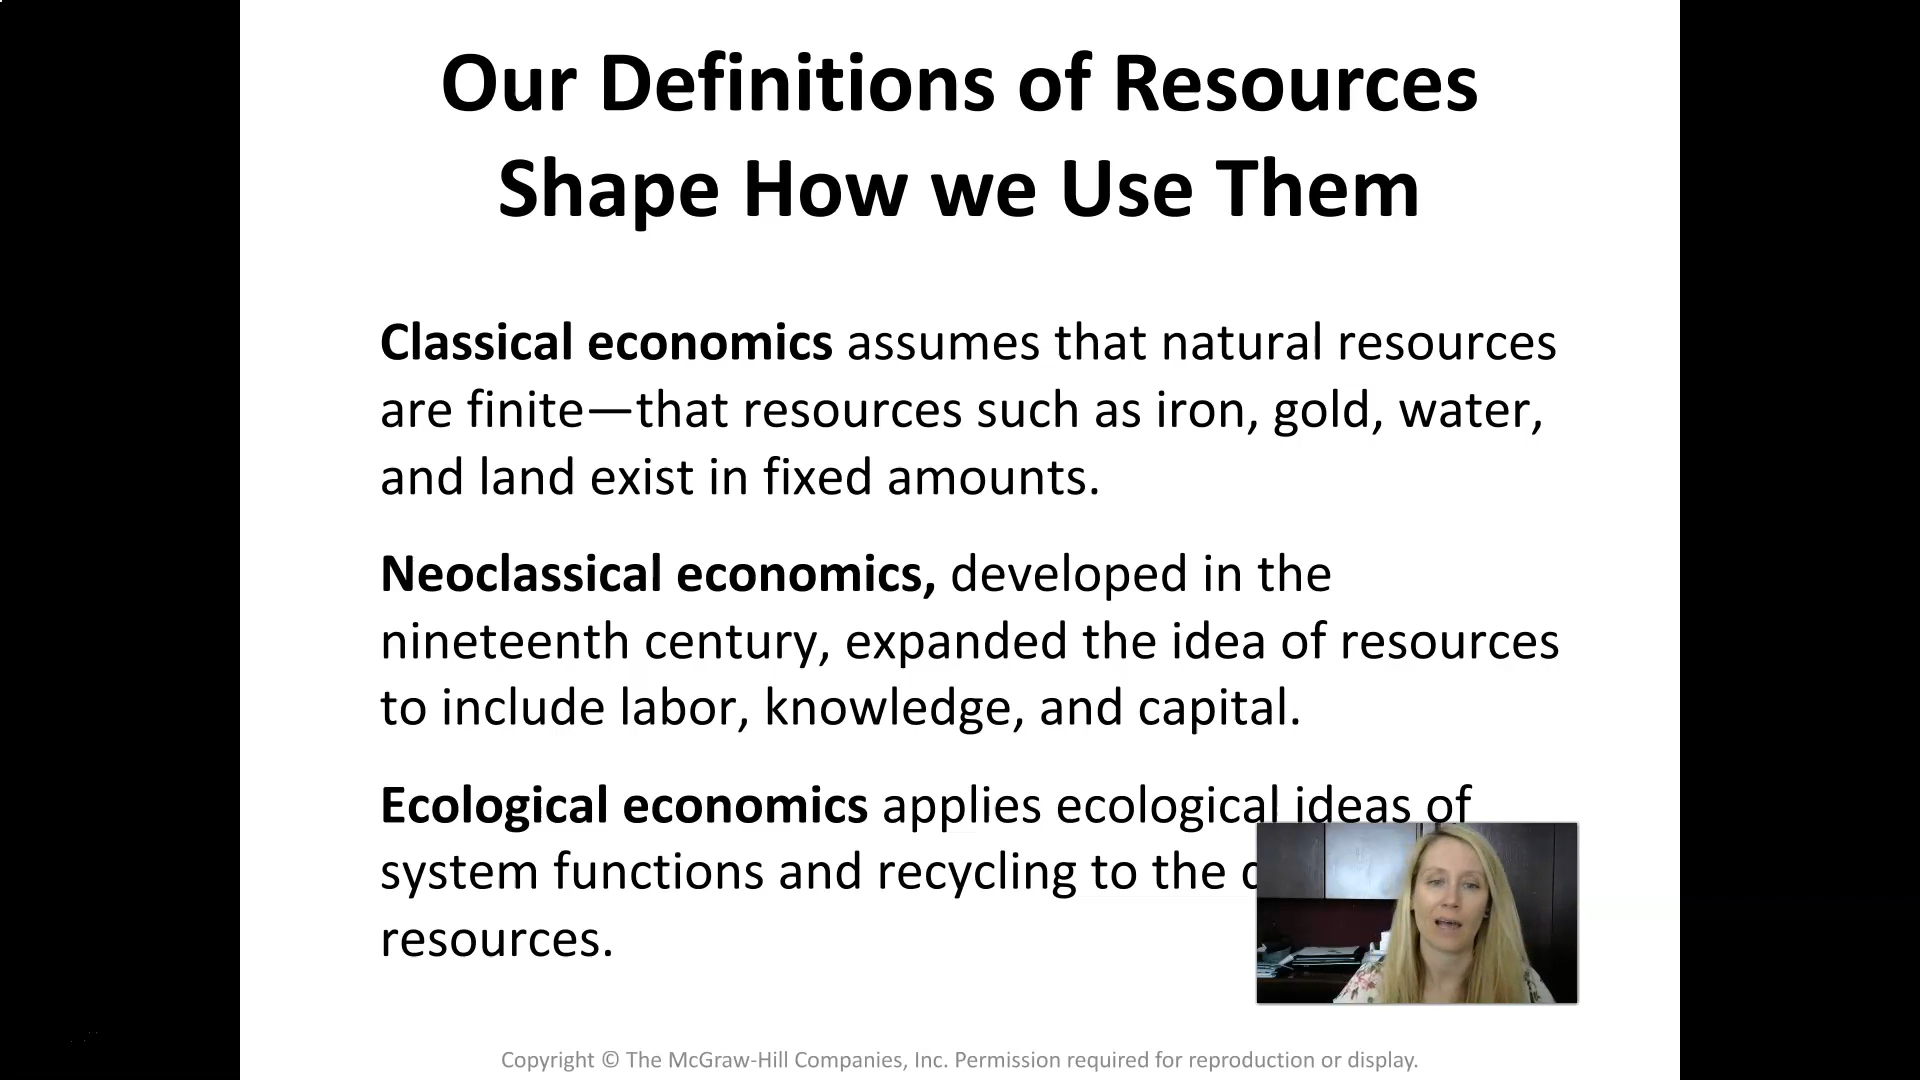 Our Definitions of Resources
Shape How we Use Them
Classical economics assumes that natural resources
are finite—that resources such as iron, gold, water,
and land exist in fixed amounts.
Neoclassical economics, developed in the
nineteenth century, expanded the idea of resources
to include labor, knowledge, and capital.
Ecological economics applies ecological ideas of
system functions and recycling to the
resources.
Copyright © The McGraw-Hill Companies, Inc. Permission required for reproduction or display.